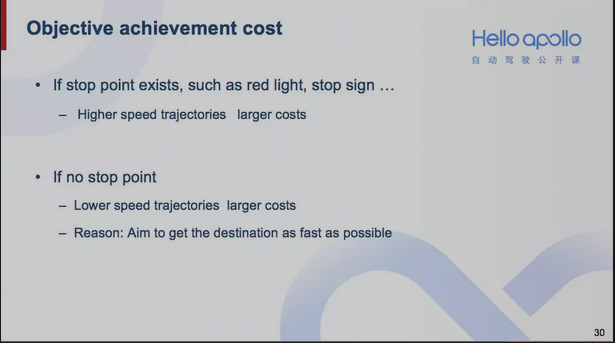 Objective achievement cost
Hello apollo
自动驾驶公开课
• If stop point exists, such as red light, stop sign …
– Higher speed trajectories larger costs
• If no stop point
– Lower speed trajectories larger costs
– Reason: Aim to get the destination as fast as possible
30